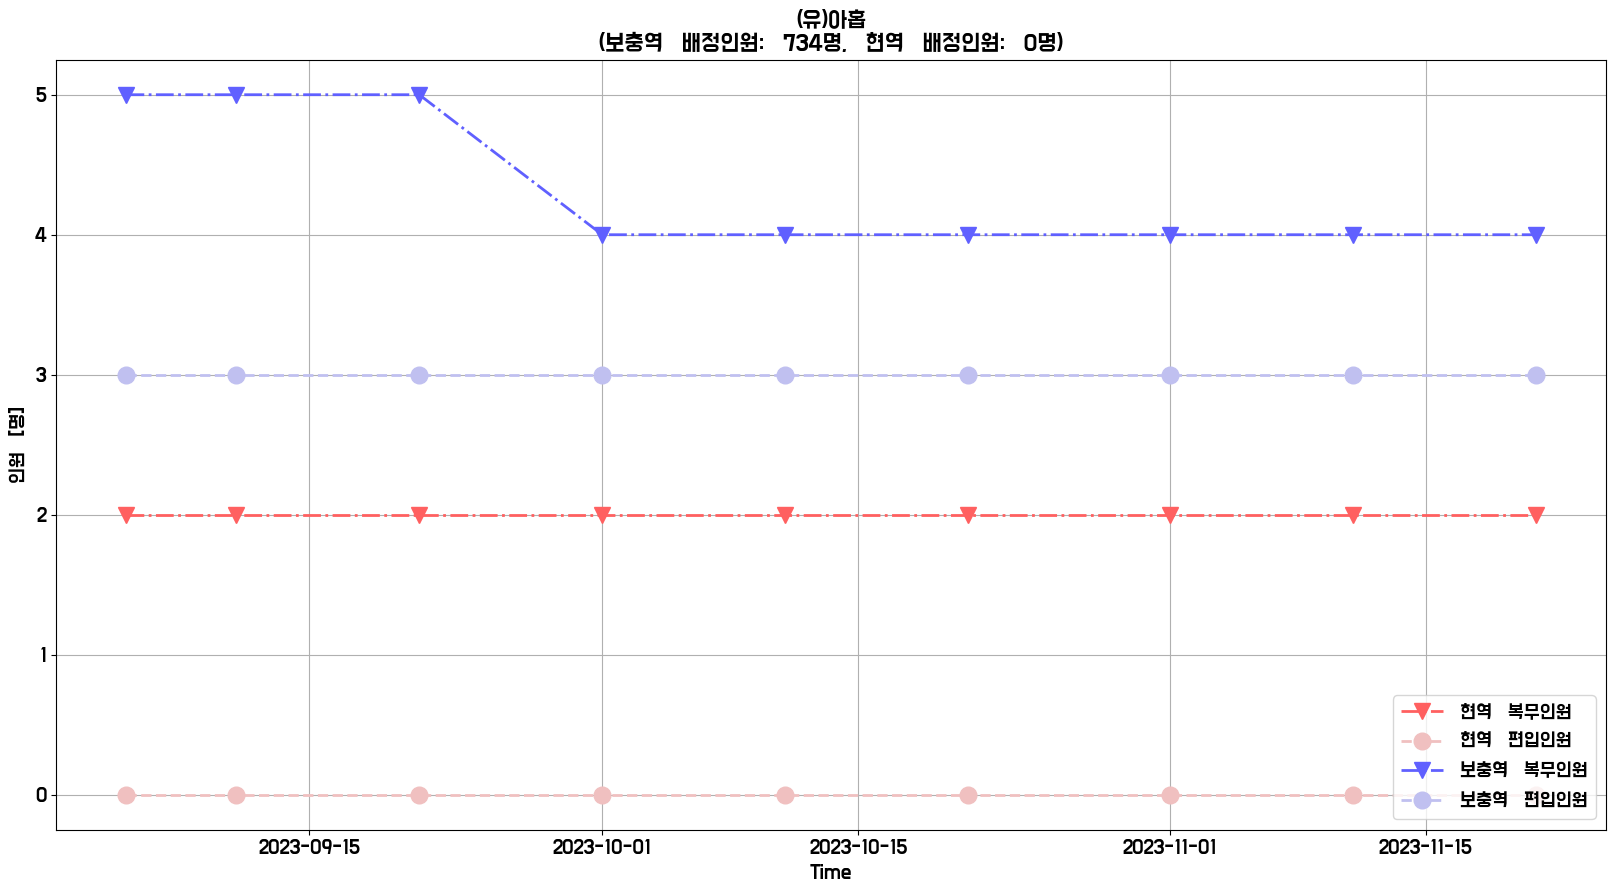 (유)아홉
(보충역 배정인원: 734명, 현역 배정인원: 0명)
5
4
3
2
1
0
인원 [명]
2023-09-15
2023-10-01
2023-10-15
2023-11-01
2023-11-15
Time
현역 복무인원
현역 편입인원
보충역 복무인원
보충역 편입인원